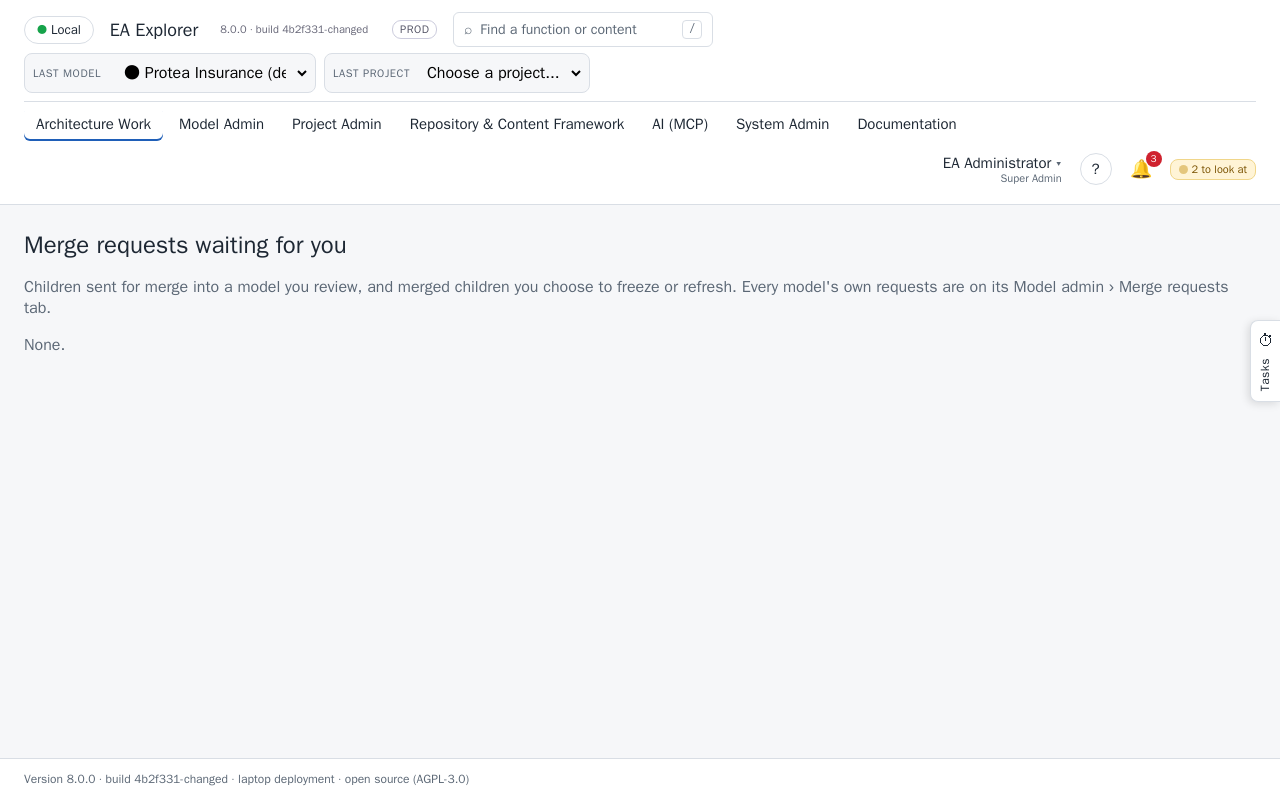 Local
EA Explorer
8.0.0 · build 4b2f331-changed
PROD
Find a function or content
/
LAST MODEL
Protea Insurance (de
LAST PROJECT
Choose a project...
Architecture Work
Model Admin
Project Admin
Repository & Content Framework
AI (MCP)
System Admin
Documentation
EA Administrator
Super Admin
?
3
2 to look at
Merge requests waiting for you
Children sent for merge into a model you review, and merged children you choose to freeze or refresh. Every model's own requests are on its Model admin › Merge requests
tab.
None.
Tasks
Version 8.0.0 · build 4b2f331-changed · laptop deployment · open source (AGPL-3.0)